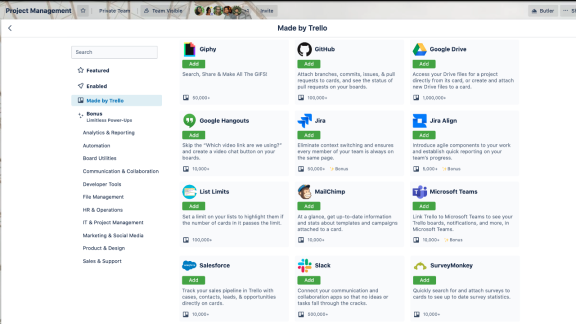 Project Management
Private Team
Team Visible
Invite
Butler
Made by Trello
Search
Featured
Enabled
Made by Trello
Bonus
Limitless Power-Ups
Analytics & Reporting
Automation
Board Utilities
Communication & Collaboration
Developer Tools
File Management
HR & Operations
IT & Project Management
Marketing & Social Media
Product & Design
Sales & Support
Giphy
Add
Search, Share & Make All The GIFS!
50,000+
GitHub
Add
Attach branches, commits, issues, & pull
requests to cards, and see the status of
pull requests on your boards.
100,000+
Google Drive
Add
Access your Drive files for a project
directly from its card, or create and attach
new Drive files to a card.
1,000,000+
Google Hangouts
Add
Skip the "Which video link are we using?"
and create a video chat button on your
boards.
10,000+
Jira
Add
Eliminate context switching and ensures
every member of your team is always on
the same page.
50,000+
Bonus
Jira Align
Add
Introduce agile components to your work
and establish quick reporting on your
team's progress.
5,000+
Bonus
List Limits
Add
Set a limit on your lists to highlight them if
the number of cards in it passes the limit.
100,000+
MailChimp
Add
At a glance, get up-to-date information
and stats about templates and campaigns
attached to a card.
10,000+
Microsoft Teams
Add
Link Trello to Microsoft Teams to see your
Trello boards, notifications, and more, in
Microsoft Teams.
10,000+
Bonus
Salesforce
Add
Track your sales pipeline in Trello with
cases, contacts, leads, & opportunities
directly on cards.
10,000+
Slack
Add
Connect your communication and
collaboration apps so that no ideas or
tasks fall through the cracks.
500,000+
SurveyMonkey
Add
Quickly search for and attach surveys to
cards to see up to date survey statistics.
10,000+